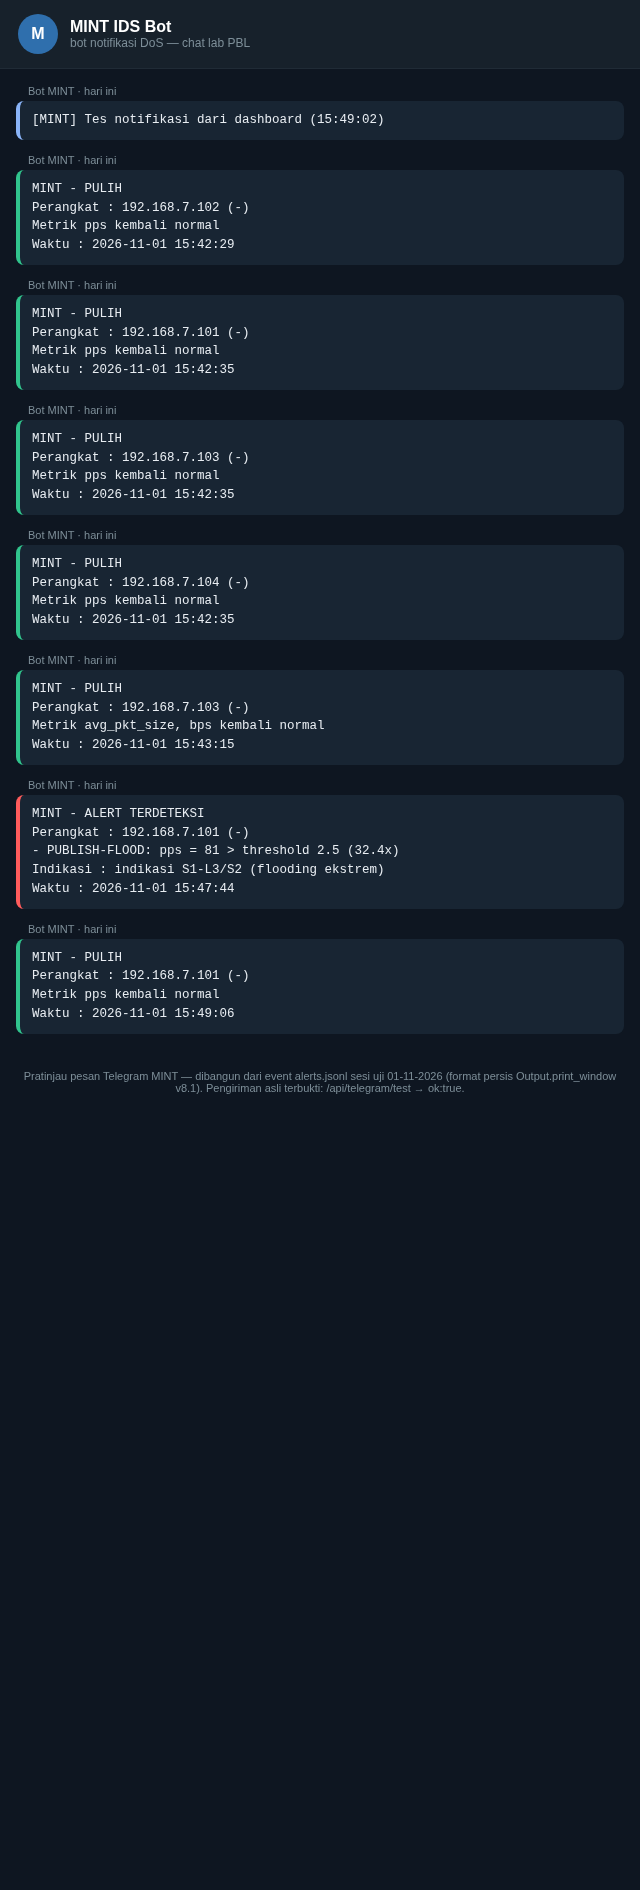 M
MINT IDS Bot
bot notifikasi DoS — chat lab PBL
Bot MINT · hari ini
[MINT] Tes notifikasi dari dashboard (15:49:02)
Bot MINT · hari ini
MINT - PULIH
Perangkat : 192.168.7.102 (-)
Metrik pps kembali normal
Waktu : 2026-11-01 15:42:29
Bot MINT · hari ini
MINT - PULIH
Perangkat : 192.168.7.101 (-)
Metrik pps kembali normal
Waktu : 2026-11-01 15:42:35
Bot MINT · hari ini
MINT - PULIH
Perangkat : 192.168.7.103 (-)
Metrik pps kembali normal
Waktu : 2026-11-01 15:42:35
Bot MINT · hari ini
MINT - PULIH
Perangkat : 192.168.7.104 (-)
Metrik pps kembali normal
Waktu : 2026-11-01 15:42:35
Bot MINT · hari ini
MINT - PULIH
Perangkat : 192.168.7.103 (-)
Metrik avg_pkt_size, bps kembali normal
Waktu : 2026-11-01 15:43:15
Bot MINT · hari ini
MINT - ALERT TERDETEKSI
Perangkat : 192.168.7.101 (-)
- PUBLISH-FLOOD: pps = 81 > threshold 2.5 (32.4x)
Indikasi : indikasi S1-L3/S2 (flooding ekstrem)
Waktu : 2026-11-01 15:47:44
Bot MINT · hari ini
MINT - PULIH
Perangkat : 192.168.7.101 (-)
Metrik pps kembali normal
Waktu : 2026-11-01 15:49:06
Pratinjau pesan Telegram MINT — dibangun dari event alerts.jsonl sesi uji 01-11-2026 (format persis Output.print_window
v8.1). Pengiriman asli terbukti: /api/telegram/test → ok:true.